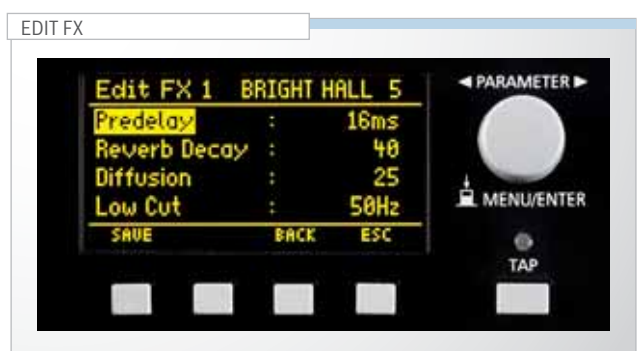 EDIT FX
Edit FX 1 BRIGHT HALL 5
Predelay : 16ms
Reverb Decay : 40
Diffusion : 25
Low Cut : 50Hz
SAVE BACK ESC
◄ PARAMETER ►
MENU/ENTER
TAP